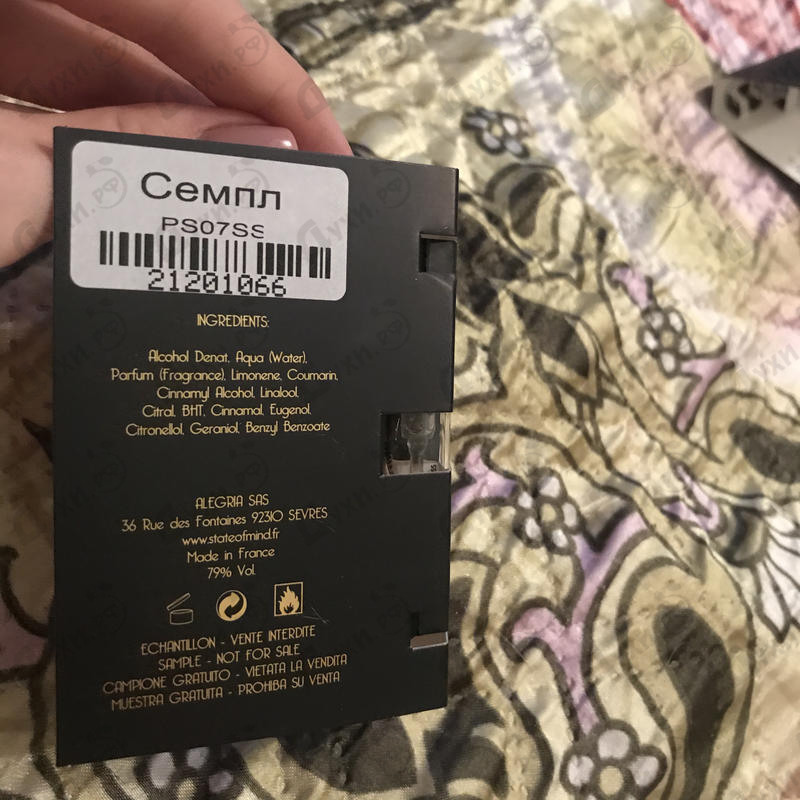 Семпл
PS07SS
21201066
INGREDIENTS:
Alcohol Denat, Aqua (Water),
Parfum (Fragrance), Limonene, Coumarin,
Cinnamyl Alcohol, Linalool,
Citral, BHT, Cinnamal, Eugenol,
Citronellol, Geraniol, Benzyl Benzoate
ALEGRIA SAS
36 Rue des Fontaines 92310 SEVRES
www.stateofmind.fr
Made in France
79% Vol.
ECHANTILLON - VENTE INTERDITE
SAMPLE - NOT FOR SALE
CAMPIONE GRATUITO - VIETATA LA VENDITA
MUESTRA GRATUITA - PROHIBA SU VENTA